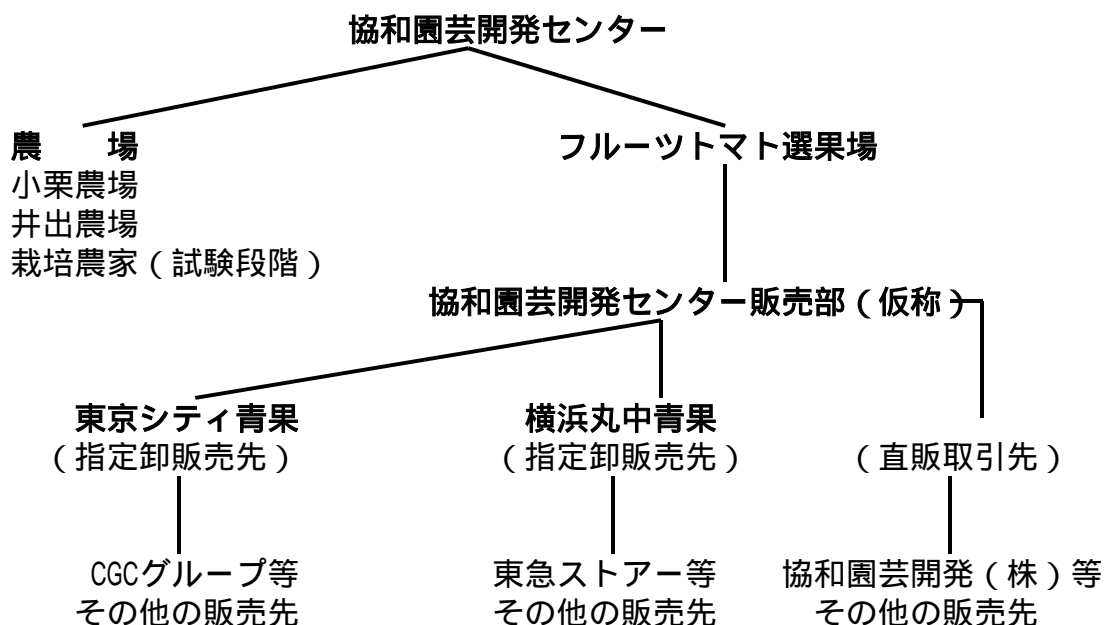 協和園芸開発センター
農　　場
フルーツトマト選果場
小栗農場
井出農場
栽培農家（試験段階）
協和園芸開発センター販売部（仮称）
東京シティ青果
横浜丸中青果
（指定卸販売先）
（指定卸販売先）
（直販取引先）
CGCグループ等
東急ストアー等
協和園芸開発（株）等
その他の販売先
その他の販売先
その他の販売先